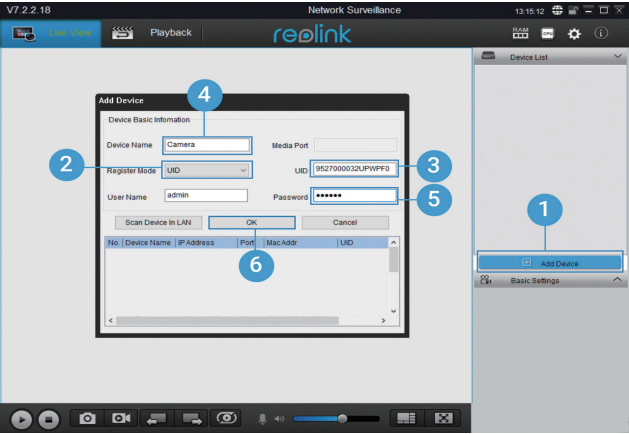 V7.2.2.18 Network Surveillance 13:15:12
Live View Playback reolink RAM CPU
Device List
Add Device
4
Device Basic Infomation
Device Name Camera Media Port
2 Register Mode UID UID 9527000032UPWPF0 3
User Name admin Password •••••• 5
1
Scan Device In LAN OK Cancel
No. Device Name IP Address Port Mac Addr UID
6
Add Device
Basic Settings